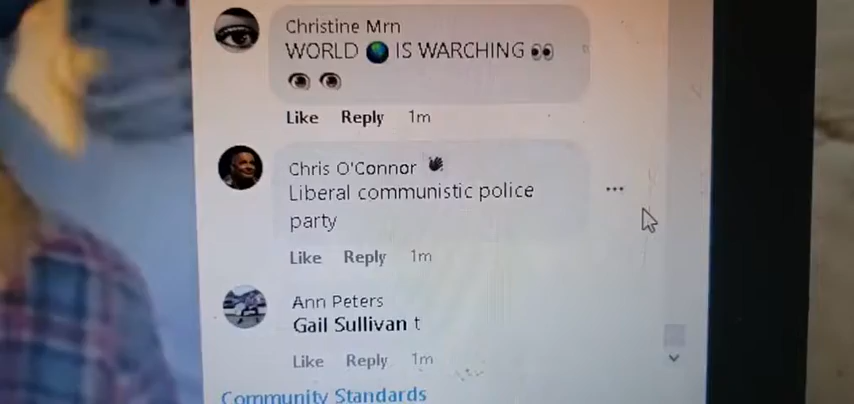 Christine Mrn
WORLD 🌏 IS WARCHING 👀
👁 👁
Like Reply 1m
Chris O'Connor 👋🏿
Liberal communistic police
party
...
Like Reply 1m
Ann Peters
Gail Sullivan t
Like Reply 1m
Community Standards